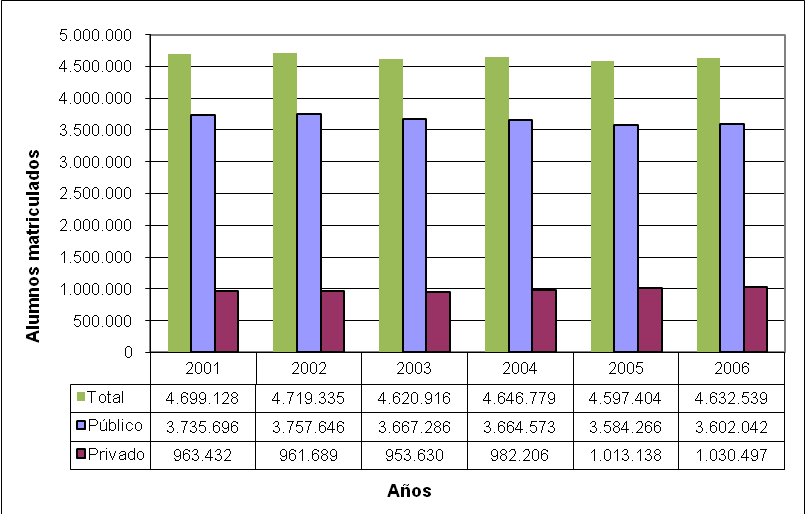 5.000.000
4.500.000
4.000.000
3.500.000
3.000.000
2.500.000
2.000.000
1.500.000
1.000.000
500.000
0
Alumnos matriculados
2001 2002 2003 2004 2005 2006
Total 4.699.128 4.719.335 4.620.916 4.646.779 4.597.404 4.632.539
Público 3.735.696 3.757.646 3.667.286 3.664.573 3.584.266 3.602.042
Privado 963.432 961.689 953.630 982.206 1.013.138 1.030.497
Años